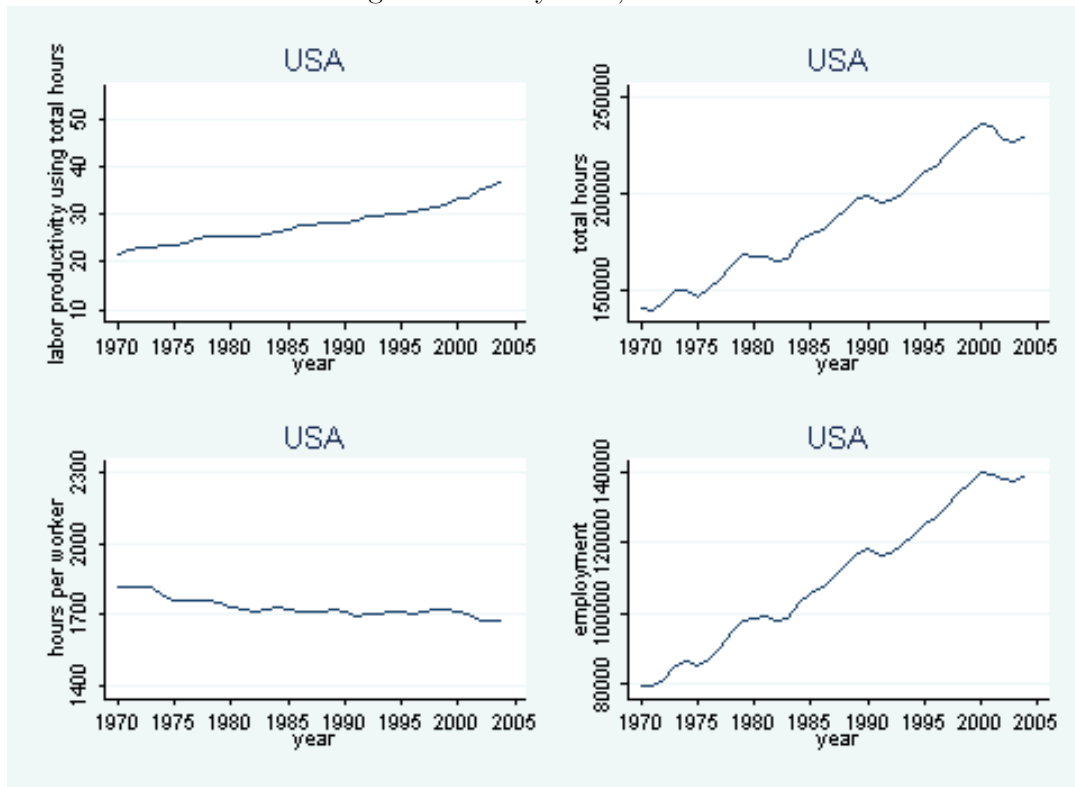 USA
labor productivity using total hours
50
40
30
20
10
1970 1975 1980 1985 1990 1995 2000 2005
year
USA
total hours
250000
200000
150000
1970 1975 1980 1985 1990 1995 2000 2005
year
USA
hours per worker
2300
2000
1700
1400
1970 1975 1980 1985 1990 1995 2000 2005
year
USA
employment
140000
120000
100000
80000
1970 1975 1980 1985 1990 1995 2000 2005
year